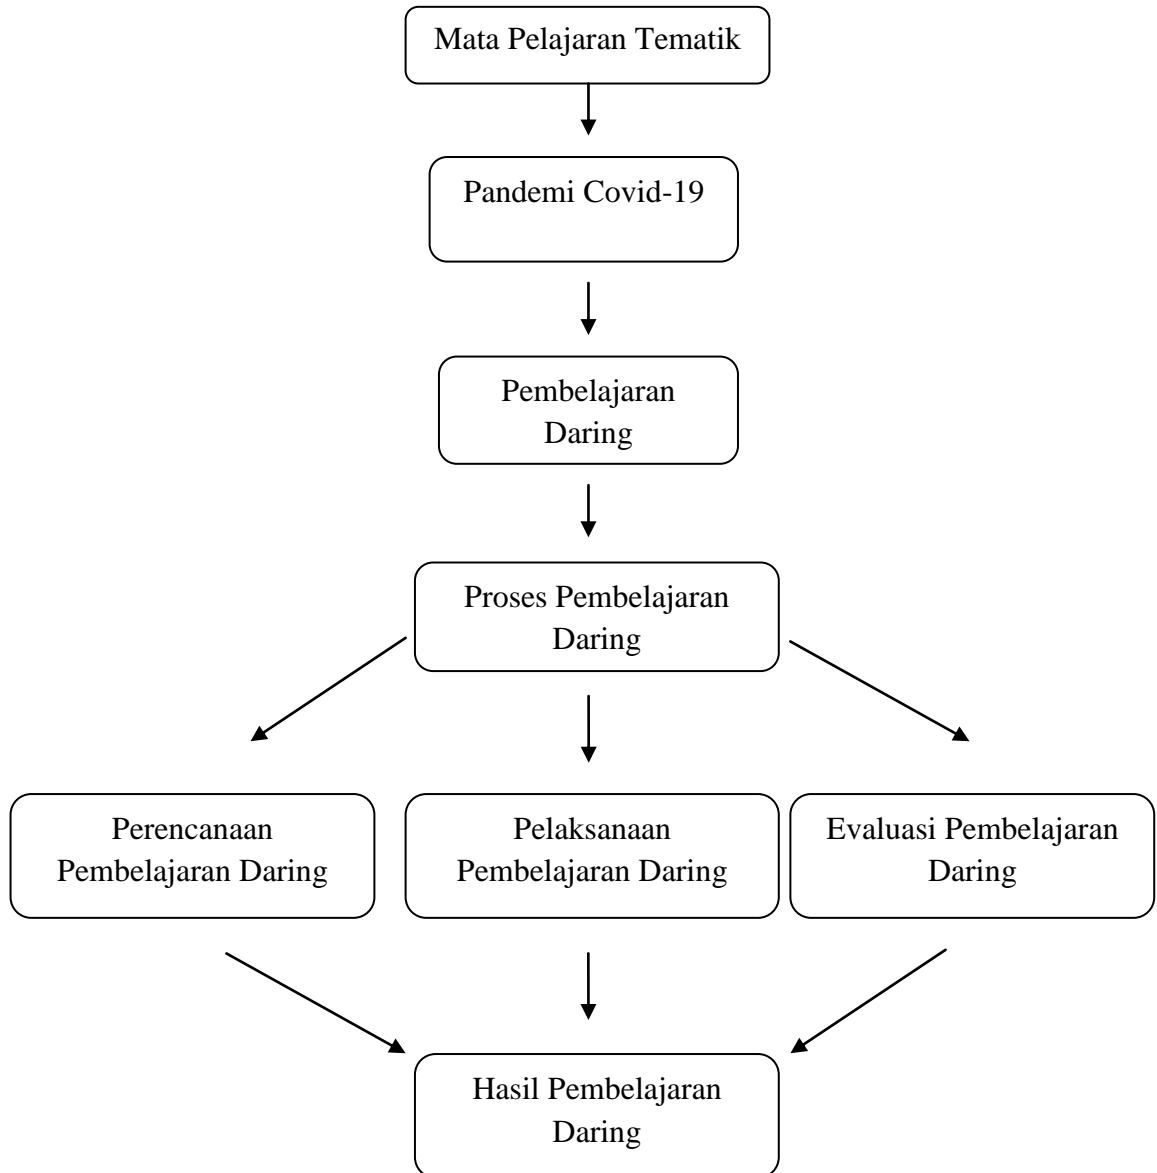 Mata Pelajaran Tematik
Pandemi Covid-19
Pembelajaran
Daring
Proses Pembelajaran
Daring
Perencanaan
Pembelajaran Daring
Pelaksanaan
Pembelajaran Daring
Evaluasi Pembelajaran
Daring
Hasil Pembelajaran
Daring